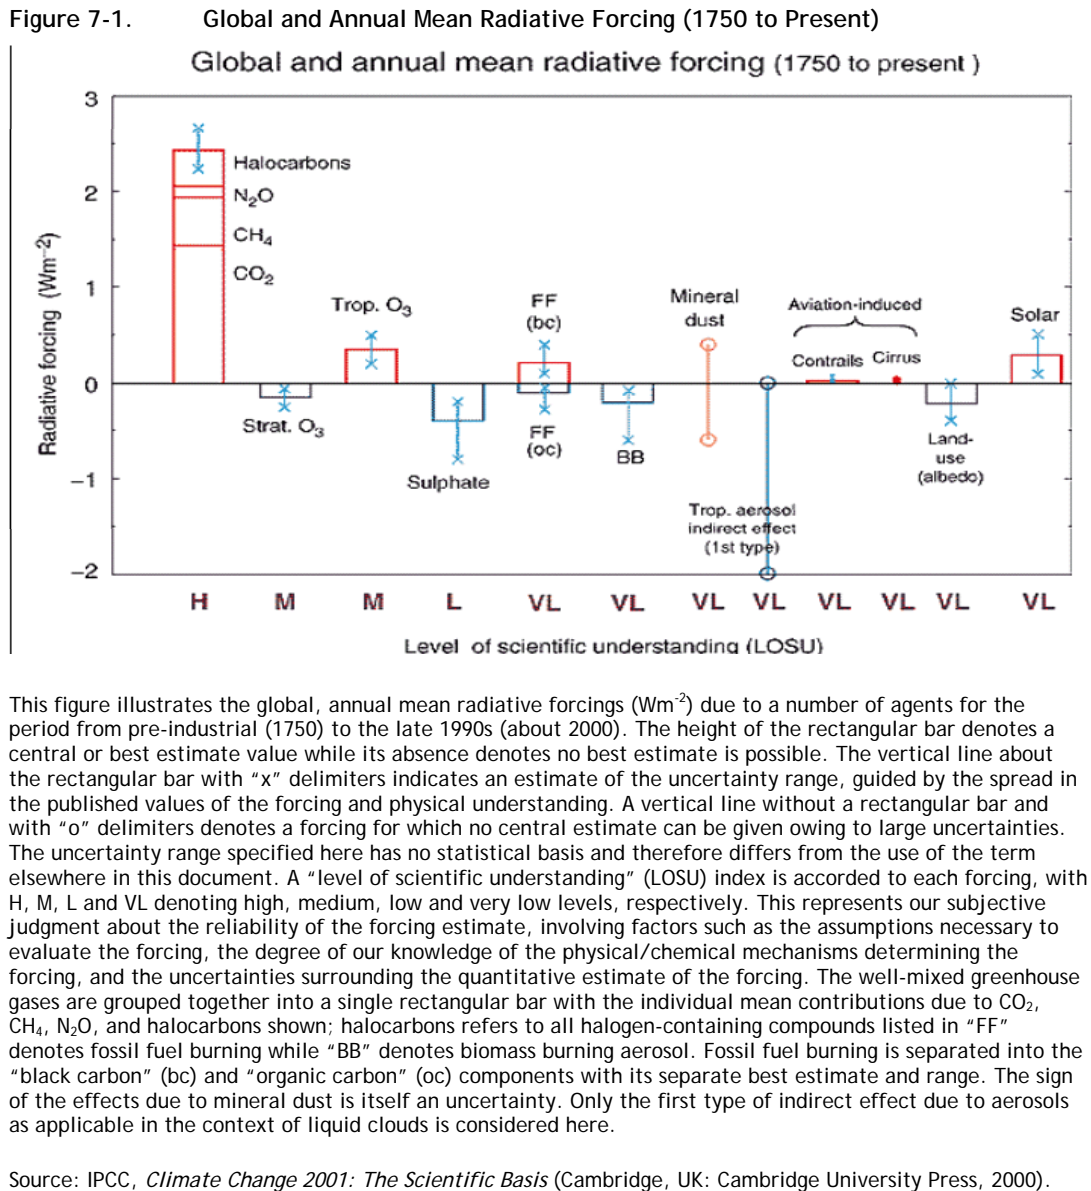 Figure 7-1. Global and Annual Mean Radiative Forcing (1750 to Present)
Global and annual mean radiative forcing (1750 to present )
3
2
1
0
−1
−2
Radiative forcing (Wm−2)
Halocarbons
N2O
CH4
CO2
Strat. O3
Trop. O3
Sulphate
FF
(bc)
FF
(oc)
BB
Mineral
dust
Trop. aerosol
indirect effect
(1st type)
Aviation-induced
Contrails Cirrus
Land-
use
(albedo)
Solar
H M M L VL VL VL VL VL VL VL VL
Level of scientific understanding (LOSU)
This figure illustrates the global, annual mean radiative forcings (Wm-2) due to a number of agents for the
period from pre-industrial (1750) to the late 1990s (about 2000). The height of the rectangular bar denotes a
central or best estimate value while its absence denotes no best estimate is possible. The vertical line about
the rectangular bar with “x” delimiters indicates an estimate of the uncertainty range, guided by the spread in
the published values of the forcing and physical understanding. A vertical line without a rectangular bar and
with “o” delimiters denotes a forcing for which no central estimate can be given owing to large uncertainties.
The uncertainty range specified here has no statistical basis and therefore differs from the use of the term
elsewhere in this document. A “level of scientific understanding” (LOSU) index is accorded to each forcing, with
H, M, L and VL denoting high, medium, low and very low levels, respectively. This represents our subjective
judgment about the reliability of the forcing estimate, involving factors such as the assumptions necessary to
evaluate the forcing, the degree of our knowledge of the physical/chemical mechanisms determining the
forcing, and the uncertainties surrounding the quantitative estimate of the forcing. The well-mixed greenhouse
gases are grouped together into a single rectangular bar with the individual mean contributions due to CO2,
CH4, N2O, and halocarbons shown; halocarbons refers to all halogen-containing compounds listed in “FF”
denotes fossil fuel burning while “BB” denotes biomass burning aerosol. Fossil fuel burning is separated into the
“black carbon” (bc) and “organic carbon” (oc) components with its separate best estimate and range. The sign
of the effects due to mineral dust is itself an uncertainty. Only the first type of indirect effect due to aerosols
as applicable in the context of liquid clouds is considered here.
Source: IPCC, Climate Change 2001: The Scientific Basis (Cambridge, UK: Cambridge University Press, 2000).